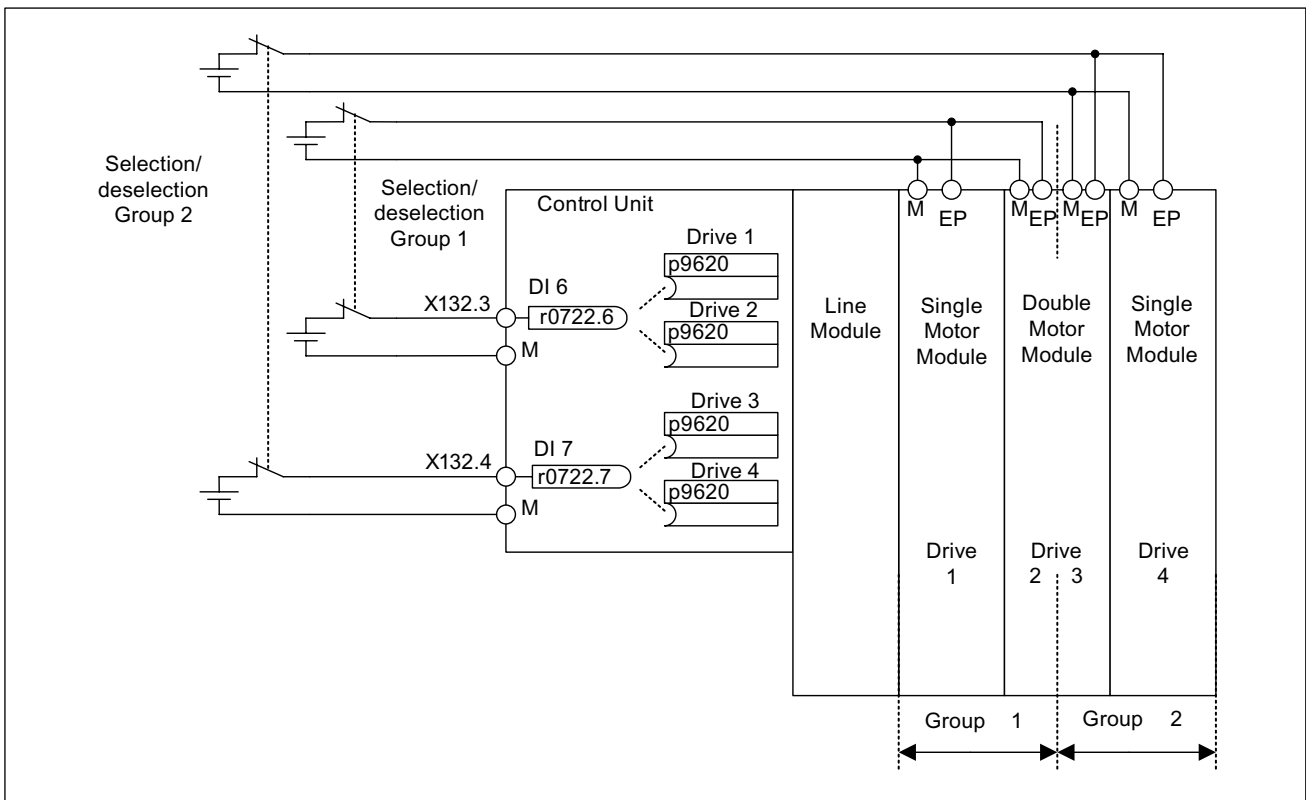 Selection/
deselection
Group 2
Selection/
deselection
Group 1
Control Unit
Drive 1
p9620
DI 6
X132.3
r0722.6
Drive 2
p9620
M
Drive 3
p9620
DI 7
X132.4
r0722.7
Drive 4
p9620
M
Line
Module
M
EP
M
EP
M
EP
M
EP
Single
Motor
Module
Double
Motor
Module
Single
Motor
Module
Drive
1
Drive
2 3
Drive
4
Group 1
Group 2